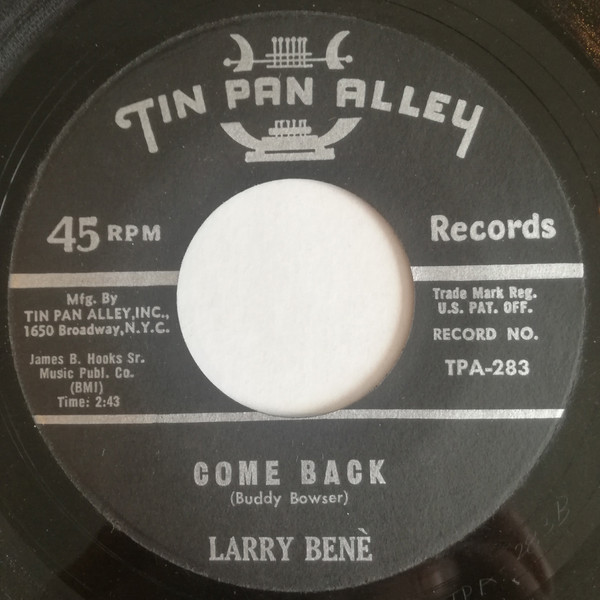 TIN PAN ALLEY
45 RPM
Records
Mfg. By
TIN PAN ALLEY, INC.,
1650 Broadway, N.Y.C.
James B. Hooks Sr.
Music Publ. Co.
(BMI)
Time: 2:43
Trade Mark Reg.
U.S. PAT. OFF.
RECORD NO.
TPA-283
COME BACK
(Buddy Bowser)
LARRY BENÈ